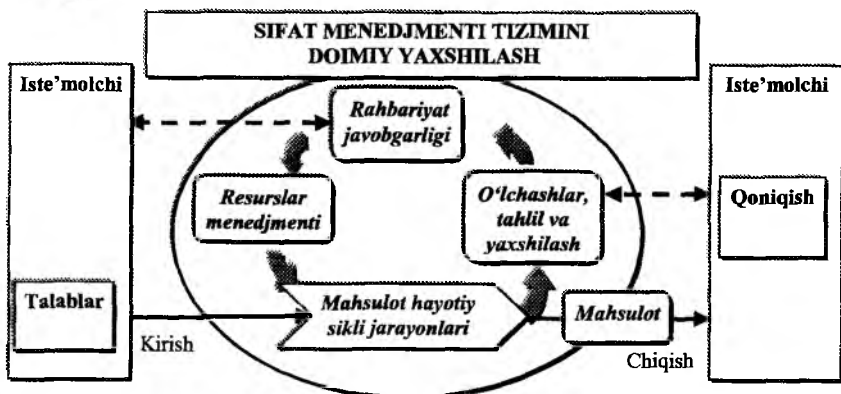 SIFAT MENEDJMENTI TIZIMINI
DOIMIY YAXSHILASH
Iste’molchi
Iste’molchi
Rahbariyat
javobgarligi
Resurslar
menedjmenti
O‘lchashlar,
tahlil va
yaxshilash
Qoniqish
Talablar
Mahsulot hayotiy
sikli jarayonlari
Mahsulot
Kirish
Chiqish